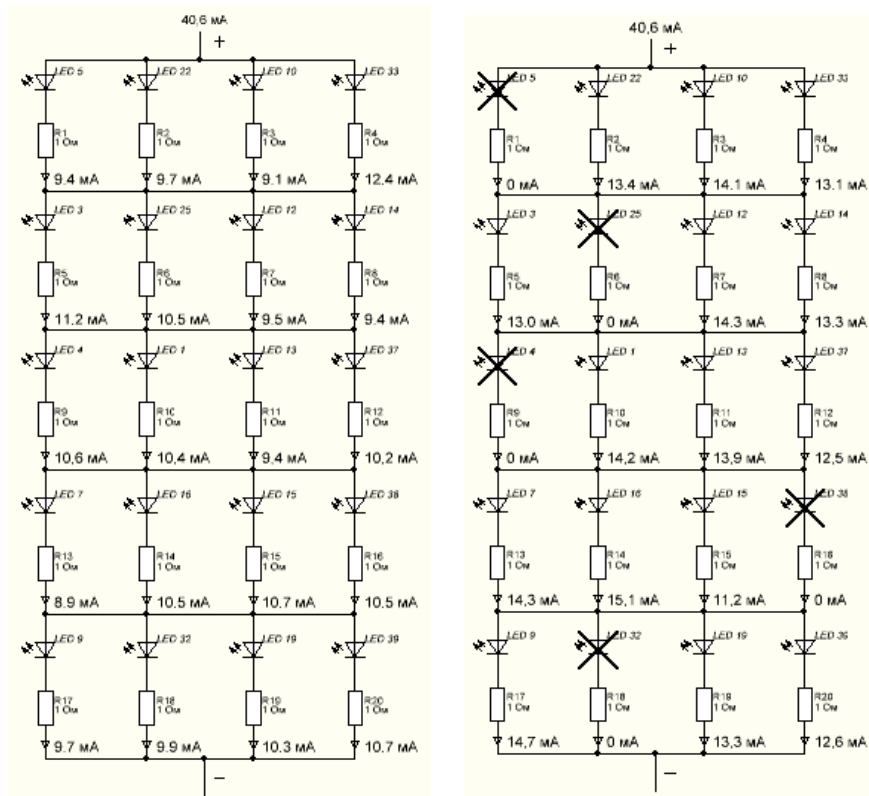 40,6 мА
+
LED 5 LED 22 LED 10 LED 33
R1 R2 R3 R4
1 Ом 1 Ом 1 Ом 1 Ом
9.4 мА 9.7 мА 9.1 мА 12.4 мА
LED 3 LED 25 LED 12 LED 14
R5 R6 R7 R8
1 Ом 1 Ом 1 Ом 1 Ом
11.2 мА 10.5 мА 9.5 мА 9.4 мА
LED 4 LED 1 LED 13 LED 37
R9 R10 R11 R12
1 Ом 1 Ом 1 Ом 1 Ом
10,6 мА 10,4 мА 9.4 мА 10,2 мА
LED 7 LED 16 LED 15 LED 38
R13 R14 R15 R16
1 Ом 1 Ом 1 Ом 1 Ом
8.9 мА 10.5 мА 10.7 мА 10.5 мА
LED 9 LED 32 LED 19 LED 39
R17 R18 R19 R20
1 Ом 1 Ом 1 Ом 1 Ом
9.7 мА 9.9 мА 10.3 мА 10.7 мА
−
40,6 мА
+
LED 5 LED 22 LED 10 LED 33
R1 R2 R3 R4
1 Ом 1 Ом 1 Ом 1 Ом
0 мА 13.4 мА 14.1 мА 13.1 мА
LED 3 LED 25 LED 12 LED 14
R5 R6 R7 R8
1 Ом 1 Ом 1 Ом 1 Ом
13.0 мА 0 мА 14.3 мА 13.3 мА
LED 4 LED 1 LED 13 LED 37
R9 R10 R11 R12
1 Ом 1 Ом 1 Ом 1 Ом
0 мА 14,2 мА 13,9 мА 12,5 мА
LED 7 LED 16 LED 15 LED 38
R13 R14 R15 R16
1 Ом 1 Ом 1 Ом 1 Ом
14,3 мА 15,1 мА 11,2 мА 0 мА
LED 9 LED 32 LED 19 LED 39
R17 R18 R19 R20
1 Ом 1 Ом 1 Ом 1 Ом
14,7 мА 0 мА 13,3 мА 12,6 мА
−